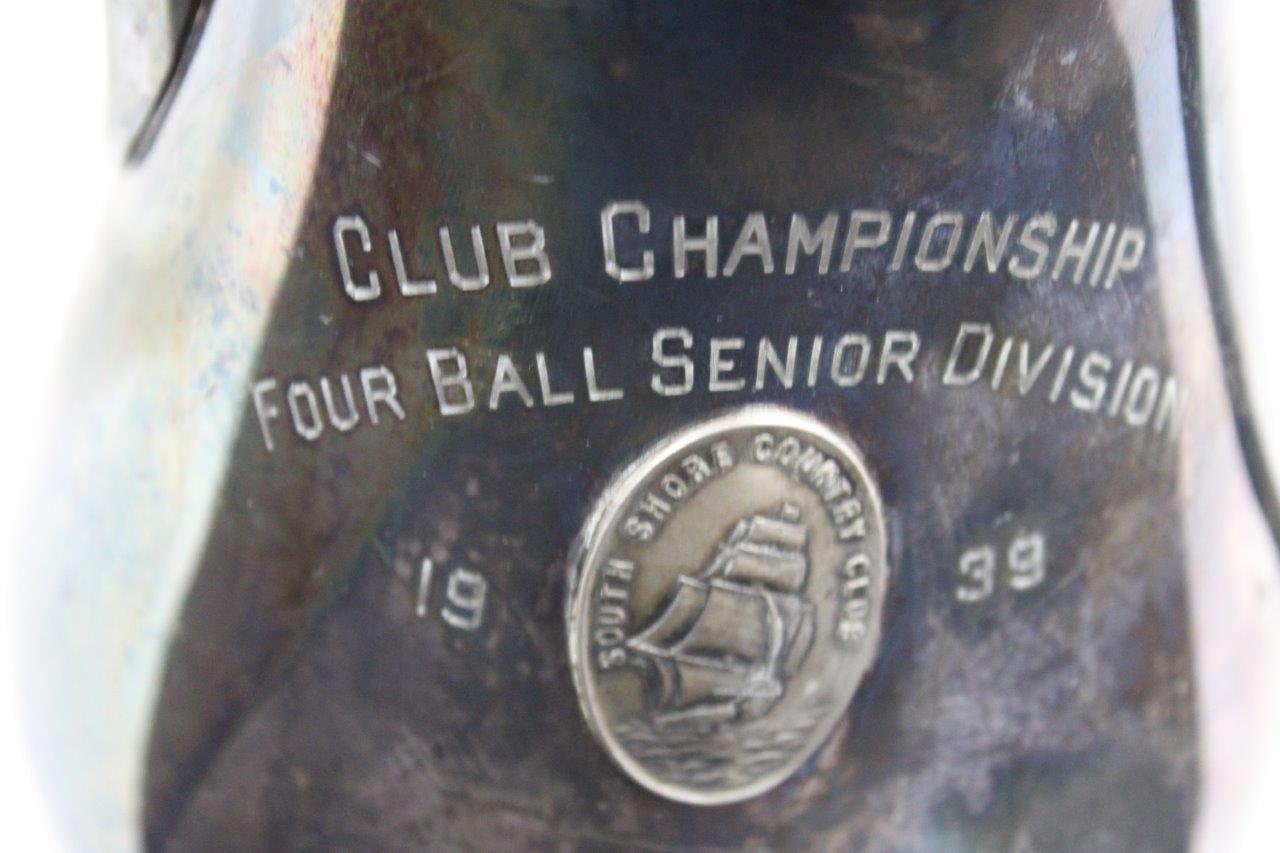 CLUB CHAMPIONSHIP
FOUR BALL SENIOR DIVISION
SOUTH SHORE COUNTRY CLUB
19 39